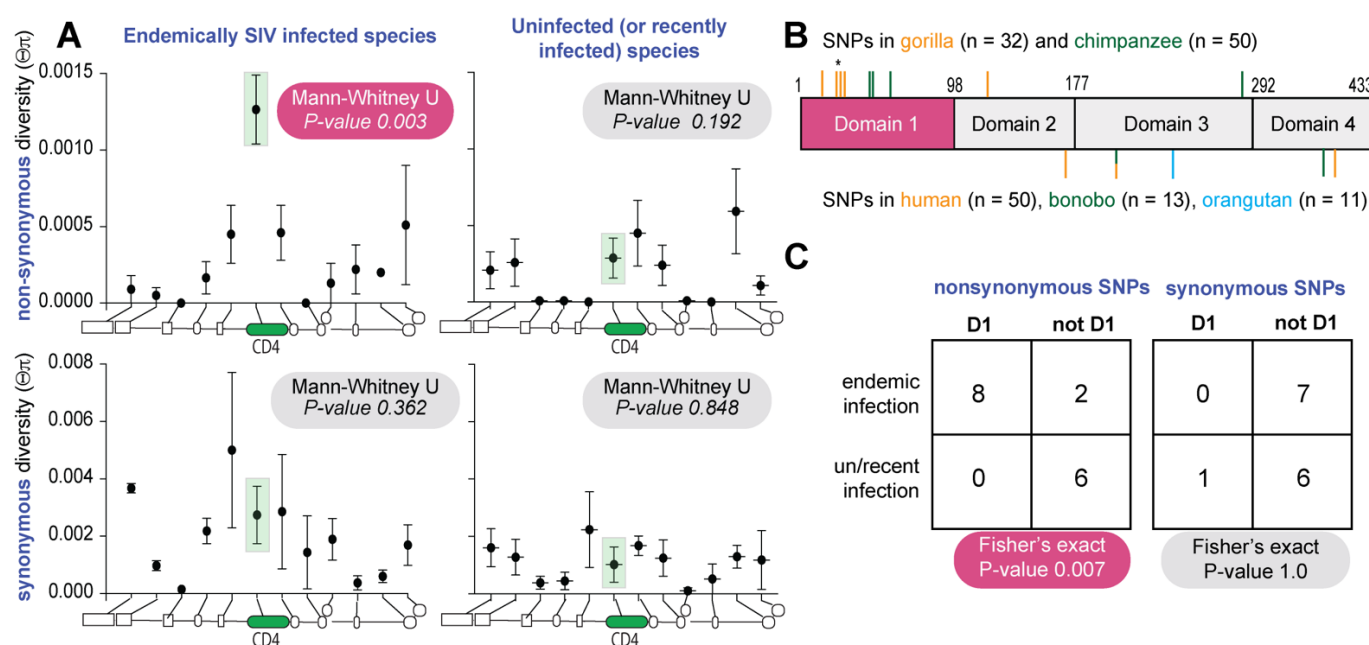 A
Endemically SIV infected species
Uninfected (or recently
infected) species
non-synonymous diversity (Θπ)
0.0015
0.0010
0.0005
0.0000
Mann-Whitney U
P-value 0.003
Mann-Whitney U
P-value 0.192
CD4
CD4
synonymous diversity (Θπ)
0.008
0.006
0.004
0.002
0.000
Mann-Whitney U
P-value 0.362
Mann-Whitney U
P-value 0.848
CD4
CD4
B
SNPs in gorilla (n = 32) and chimpanzee (n = 50)
*
1 98 177 292 433
Domain 1 Domain 2 Domain 3 Domain 4
SNPs in human (n = 50), bonobo (n = 13), orangutan (n = 11)
C
nonsynonymous SNPs synonymous SNPs
D1 not D1 D1 not D1
endemic
infection
8 2 0 7
un/recent
infection
0 6 1 6
Fisher's exact
P-value 0.007
Fisher's exact
P-value 1.0